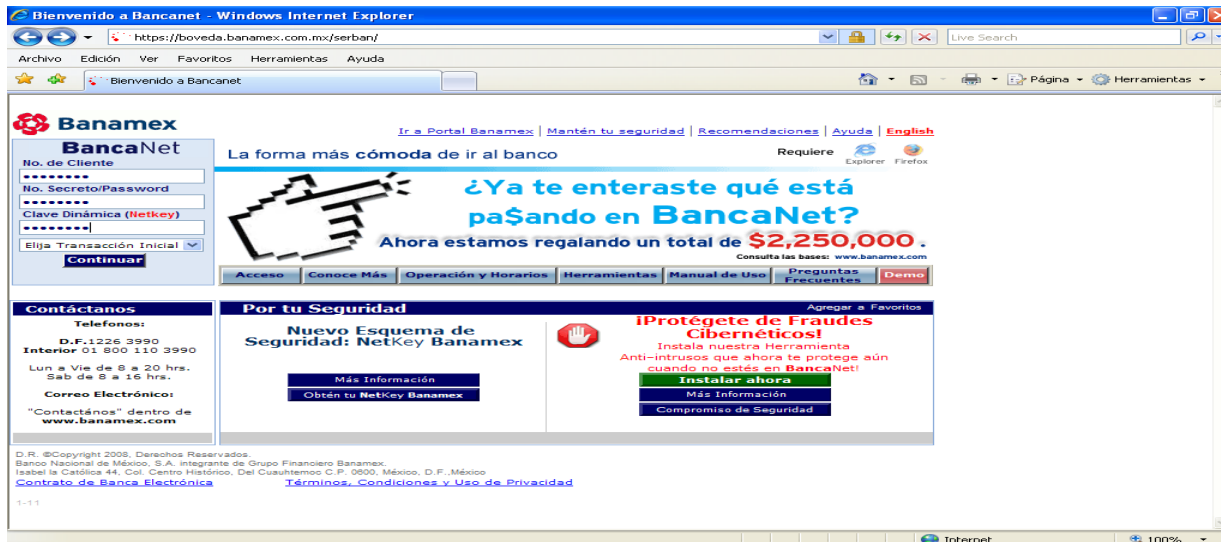 Bienvenido a Bancanet - Windows Internet Explorer
https://boveda.banamex.com.mx/serban/
Live Search
Archivo Edición Ver Favoritos Herramientas Ayuda
Bienvenido a Bancanet
Página
Herramientas
Banamex
Ir a Portal Banamex | Mantén tu seguridad | Recomendaciones | Ayuda | English
BancaNet
No. de Cliente
No. Secreto/Password
Clave Dinámica (Netkey)
Elija Transacción Inicial
Continuar
La forma más cómoda de ir al banco
Requiere
Explorer Firefox
¿Ya te enteraste qué está
pa$ando en BancaNet?
Ahora estamos regalando un total de $2,250,000.
Consulta las bases: www.banamex.com
Acceso
Conoce Más
Operación y Horarios
Herramientas
Manual de Uso
Preguntas Frecuentes
Demo
Contáctanos
Telefonos:
D.F.1226 3990
Interior 01 800 110 3990
Lun a Vie de 8 a 20 hrs.
Sab de 8 a 16 hrs.
Correo Electrónico:
"Contactános" dentro de
www.banamex.com
Por tu Seguridad
Agregar a Favoritos
Nuevo Esquema de
Seguridad: NetKey Banamex
Más Información
Obtén tu NetKey Banamex
¡Protégete de Fraudes
Cibernéticos!
Instala nuestra Herramienta
Anti-intrusos que ahora te protege aún
cuando no estés en BancaNet!
Instalar ahora
Más Información
Compromiso de Seguridad
D.R. ©Copyright 2008, Derechos Reservados.
Banco Nacional de México, S.A. integrante de Grupo Financiero Banamex.
Isabel la Católica 44, Col. Centro Histórico, Del Cuauhtemoc C.P. 0600, México, D.F.,México
Contrato de Banca Electrónica
Términos, Condiciones y Uso de Privacidad
1-11
Internet
100%